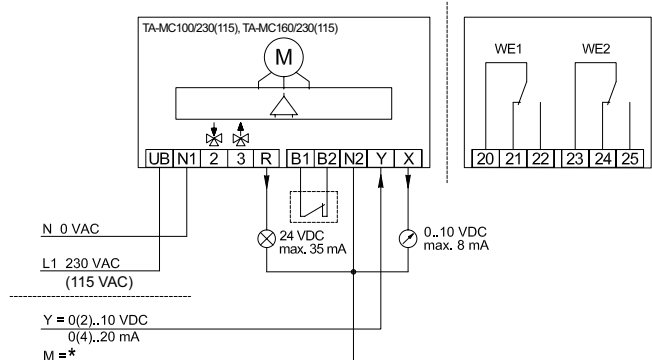 TA-MC100/230(115), TA-MC160/230(115)
M
WE1 WE2
UB N1 2 3 R B1 B2 N2 Y X
20 21 22 23 24 25
N 0 VAC
24 VDC
max. 35 mA
0..10 VDC
max. 8 mA
L1 230 VAC
(115 VAC)
Y = 0(2)..10 VDC
0(4)..20 mA
M =*